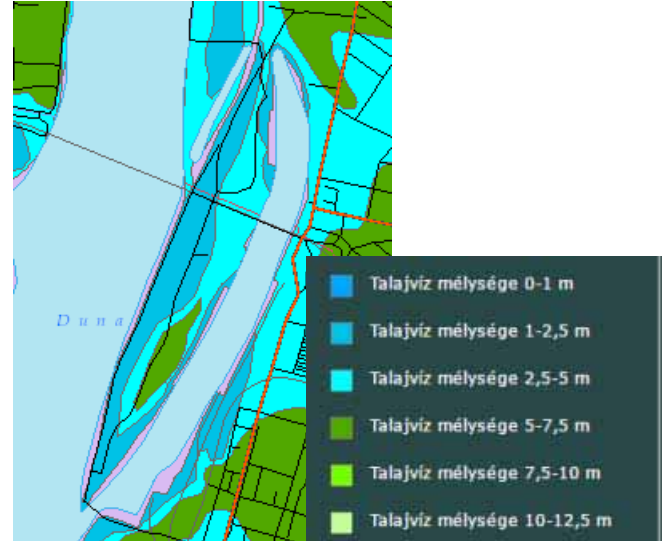 Duna
Talajvíz mélysége 0-1 m
Talajvíz mélysége 1-2,5 m
Talajvíz mélysége 2,5-5 m
Talajvíz mélysége 5-7,5 m
Talajvíz mélysége 7,5-10 m
Talajvíz mélysége 10-12,5 m